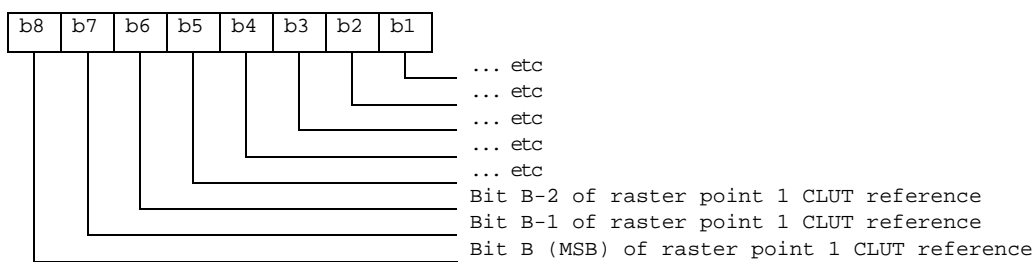 b8 b7 b6 b5 b4 b3 b2 b1
... etc
... etc
... etc
... etc
... etc
Bit B-2 of raster point 1 CLUT reference
Bit B-1 of raster point 1 CLUT reference
Bit B (MSB) of raster point 1 CLUT reference